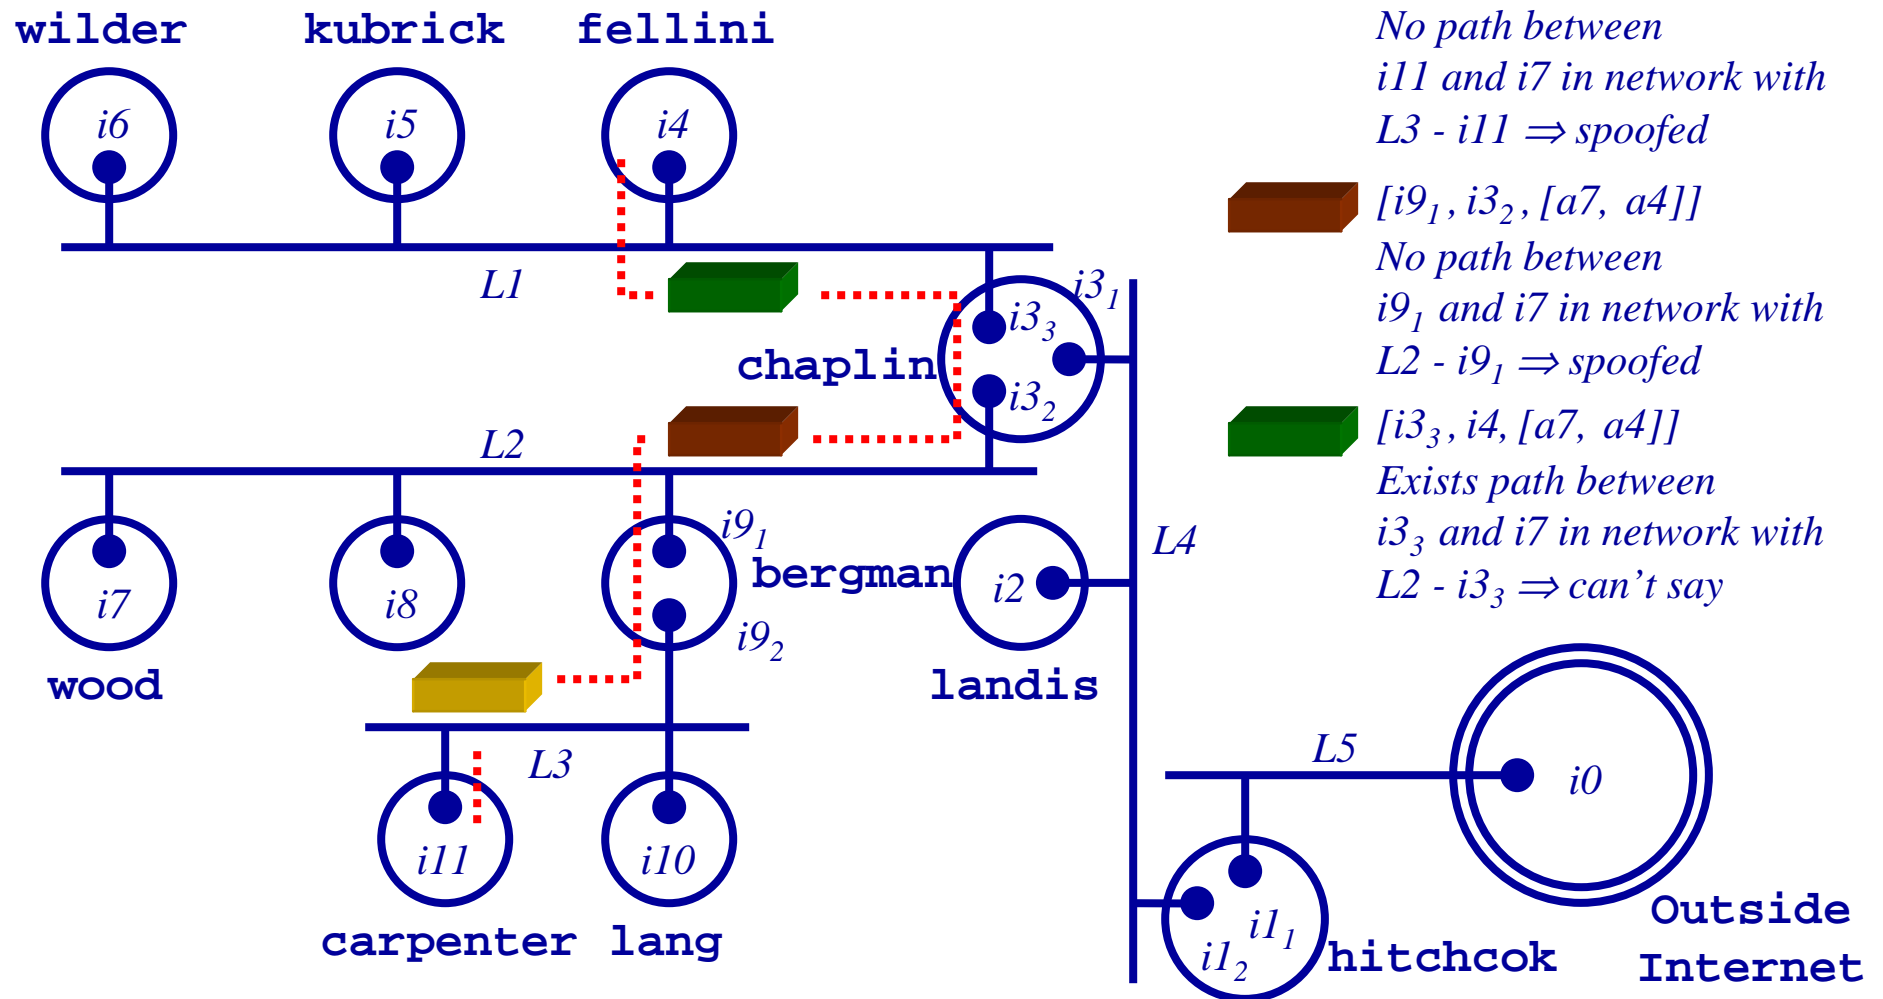 wilder kubrick fellini
i6 i5 i4
L1
i3₁
i3₃
chaplin
i3₂
L2
i9₁
bergman
i7 i8 i2
i9₂
wood
landis
L4
L3
i11 i10
carpenter lang
L5
i0
i1₁
i1₂
hitchcok
Outside
Internet
No path between
i11 and i7 in network with
L3 - i11 ⇒ spoofed
[i9₁, i3₂, [a7, a4]]
No path between
i9₁ and i7 in network with
L2 - i9₁ ⇒ spoofed
[i3₃, i4, [a7, a4]]
Exists path between
i3₃ and i7 in network with
L2 - i3₃ ⇒ can't say